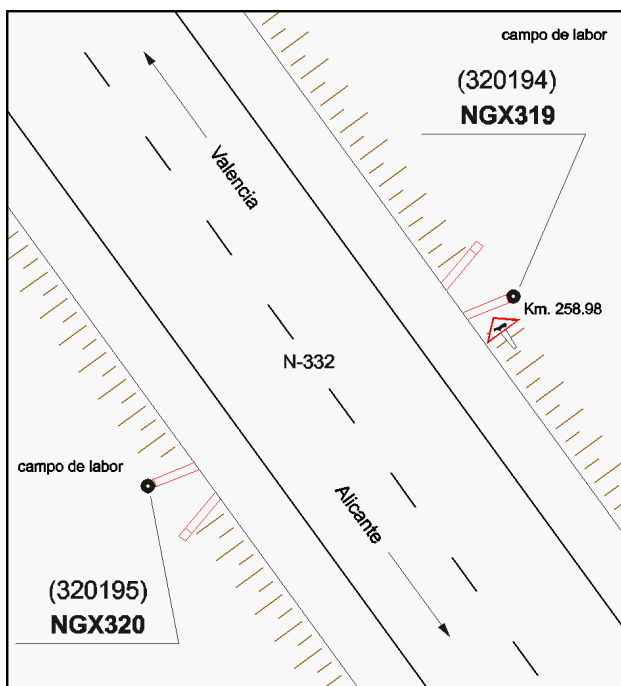 campo de labor
(320194)
NGX319
Valencia
Km. 258.98
N-332
campo de labor
Alicante
(320195)
NGX320